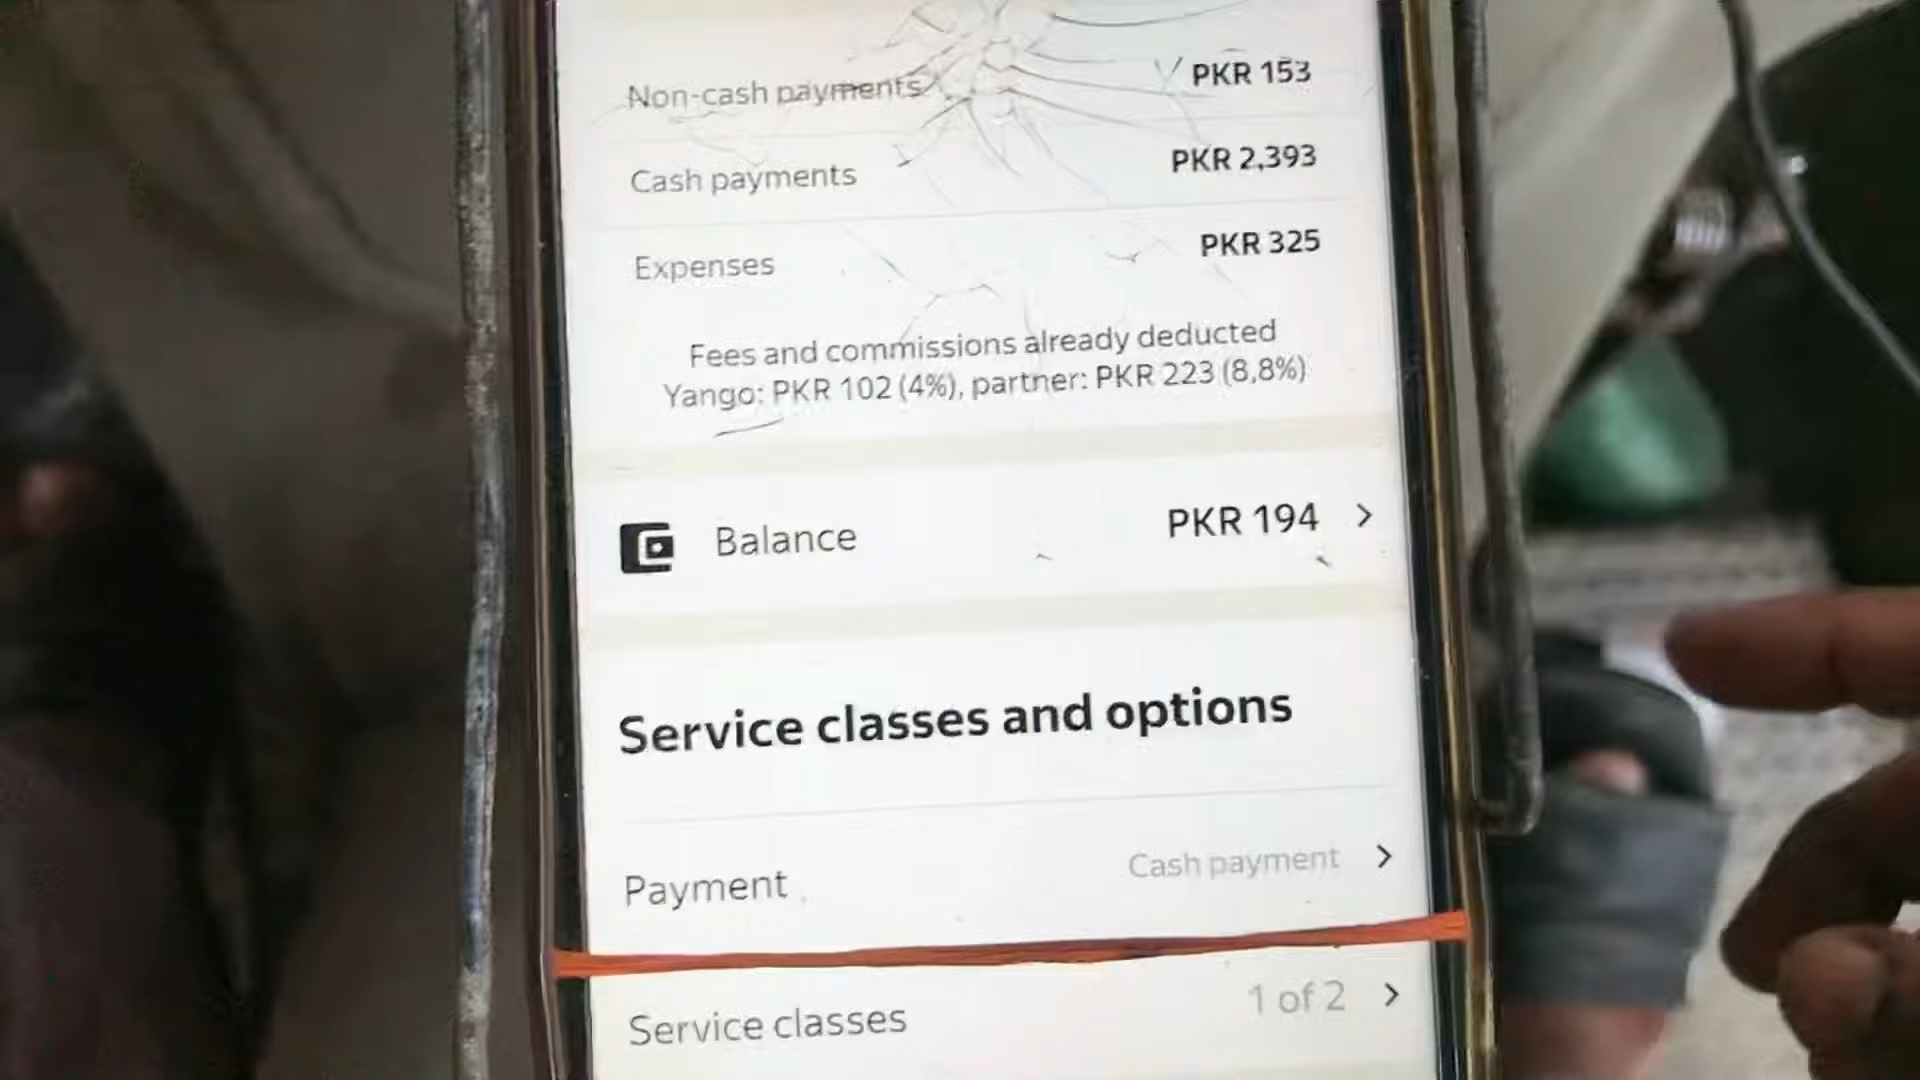 Non-cash payments PKR 153
Cash payments PKR 2,393
Expenses PKR 325
Fees and commissions already deducted
Yango: PKR 102 (4%), partner: PKR 223 (8,8%)
Balance PKR 194
Service classes and options
Payment Cash payment
Service classes 1 of 2